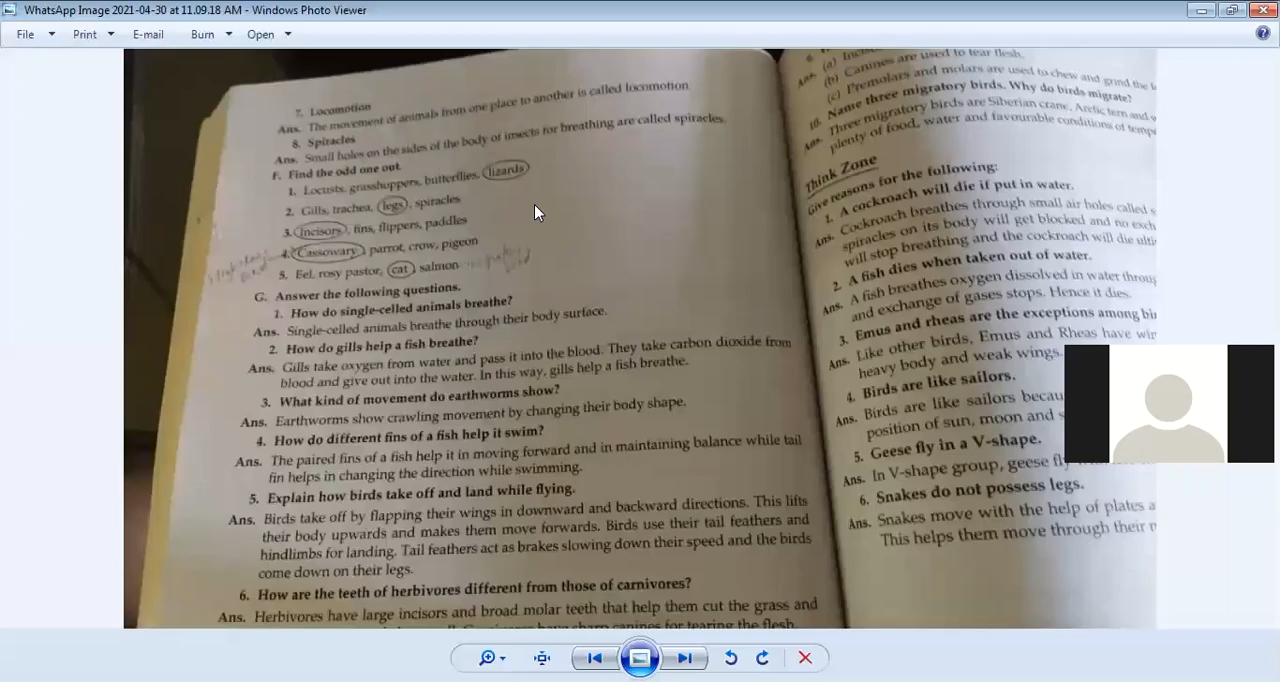 WhatsApp Image 2021-04-30 at 11.09.18 AM - Windows Photo Viewer
File Print E-mail Burn Open
7. Locomotion
Ans. The movement of animals from one place to another is called locomotion
8. Spiracles
Ans. Small holes on the sides of the body of insects for breathing are called spiracles.
F. Find the odd one out.
1. Locusts, grasshoppers, butterflies, lizards
2. Gills, trachea, legs, spiracles
3. Incisors, fins, flippers, paddles
4. Cassowary, parrot, crow, pigeon
5. Eel, rosy pastor, cat, salmon
G. Answer the following questions.
1. How do single-celled animals breathe?
Ans. Single-celled animals breathe through their body surface.
2. How do gills help a fish breathe?
Ans. Gills take oxygen from water and pass it into the blood. They take carbon dioxide from
blood and give out into the water. In this way, gills help a fish breathe.
3. What kind of movement do earthworms show?
Ans. Earthworms show crawling movement by changing their body shape.
4. How do different fins of a fish help it swim?
Ans. The paired fins of a fish help it in moving forward and in maintaining balance while tail
fin helps in changing the direction while swimming.
5. Explain how birds take off and land while flying.
Ans. Birds take off by flapping their wings in downward and backward directions. This lifts
their body upwards and makes them move forwards. Birds use their tail feathers and
hindlimbs for landing. Tail feathers act as brakes slowing down their speed and the birds
come down on their legs.
6. How are the teeth of herbivores different from those of carnivores?
Ans. Herbivores have large incisors and broad molar teeth that help them cut the grass and
have sharp canines for tearing the flesh.
Ans. (a)
(b) Canines are used to tear flesh.
(c) Premolars and molars are used to chew and grind the
10. Name three migratory birds. Why do birds migrate?
Ans. Three migratory birds are Siberian crane, Arctic tern and
plenty of food, water and favourable conditions of
Think Zone
Give reasons for the following:
1. A cockroach will die if put in water.
Ans. Cockroach breathes through small air holes called
spiracles on its body will get blocked and no
will stop breathing and the cockroach will die
2. A fish dies when taken out of water.
Ans. A fish breathes oxygen dissolved in water
and exchange of gases stops. Hence it dies.
3. Emus and rheas are the exceptions among
Ans. Like other birds, Emus and Rheas have
heavy body and weak wings.
4. Birds are like sailors.
Ans. Birds are like sailors
position of sun, moon and
5. Geese fly in a V-shape.
Ans. In V-shape group, geese
6. Snakes do not possess legs.
Ans. Snakes move with the help of plates
This helps them move through their